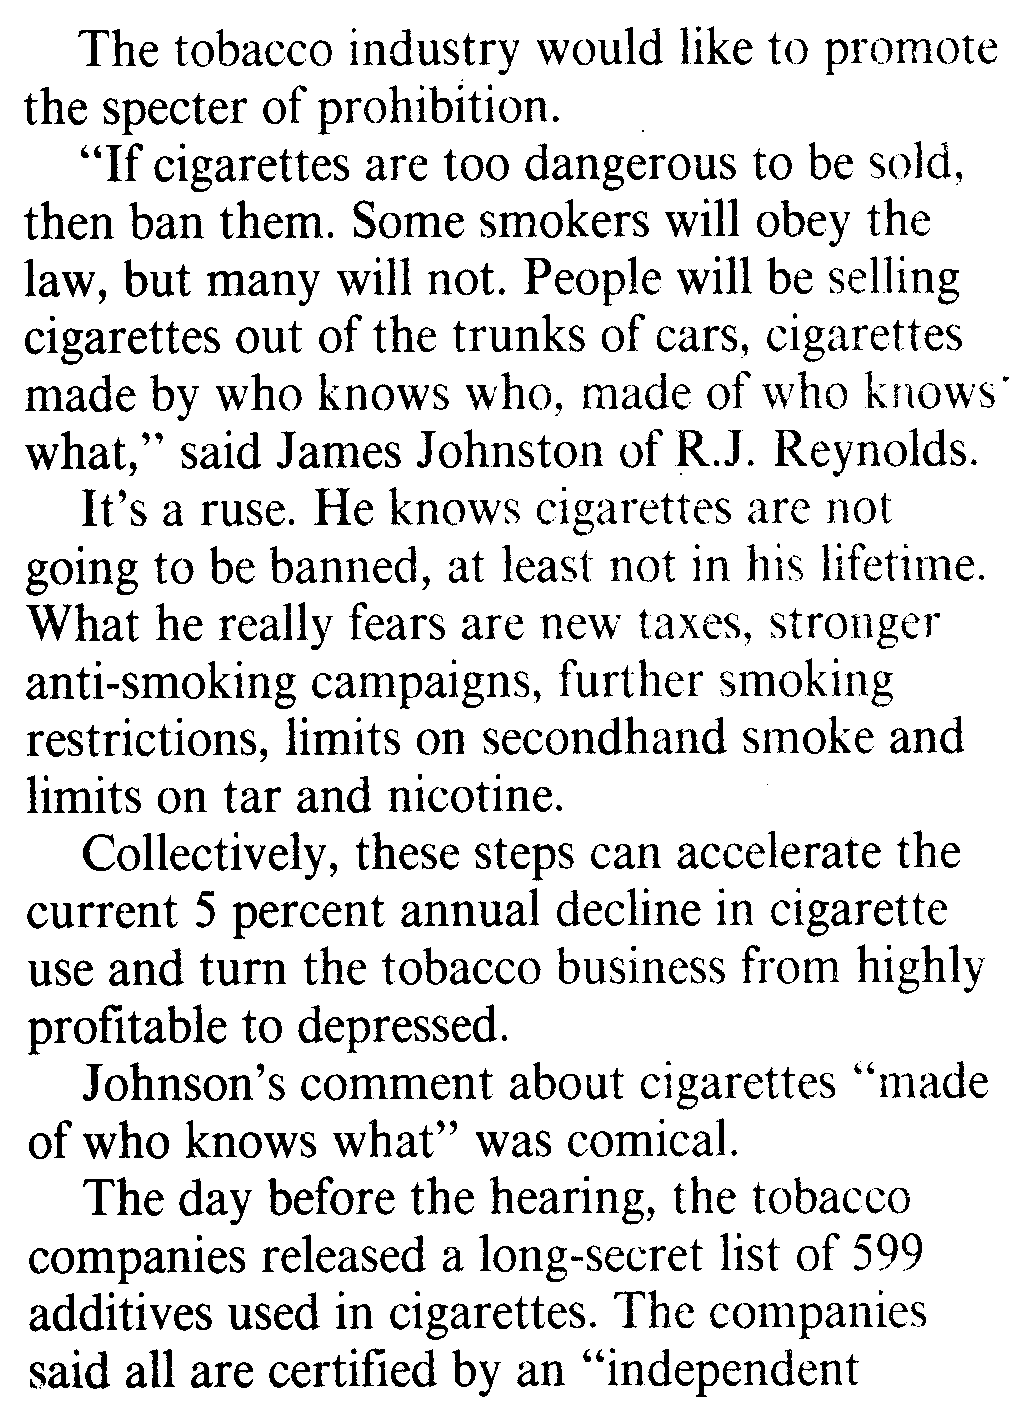 The tobacco industry would like to promote
the specter of prohibition.
“If cigarettes are too dangerous to be sold,
then ban them. Some smokers will obey the
law, but many will not. People will be selling
cigarettes out of the trunks of cars, cigarettes
made by who knows who, made of who knows
what,” said James Johnston of R.J. Reynolds.
It’s a ruse. He knows cigarettes are not
going to be banned, at least not in his lifetime.
What he really fears are new taxes, stronger
anti-smoking campaigns, further smoking
restrictions, limits on secondhand smoke and
limits on tar and nicotine.
Collectively, these steps can accelerate the
current 5 percent annual decline in cigarette
use and turn the tobacco business from highly
profitable to depressed.
Johnson’s comment about cigarettes “made
of who knows what” was comical.
The day before the hearing, the tobacco
companies released a long-secret list of 599
additives used in cigarettes. The companies
said all are certified by an “independent